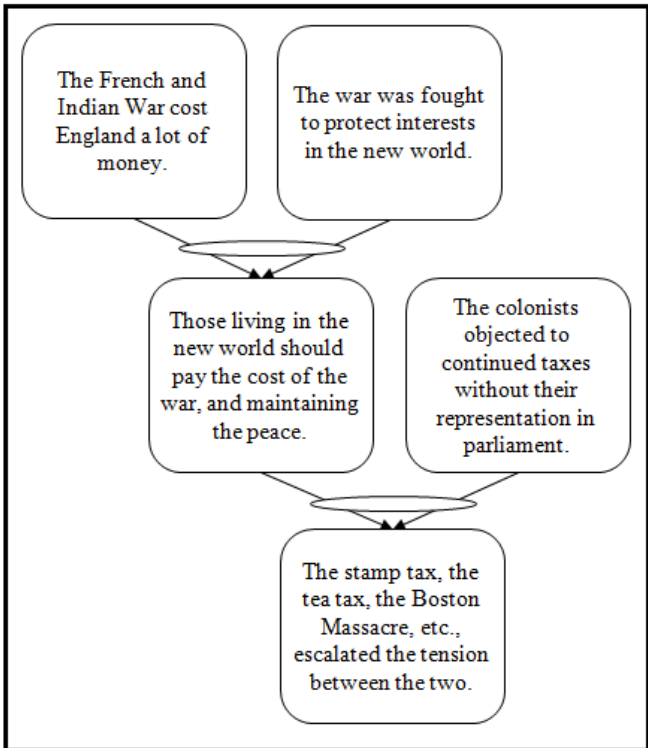 The French and
Indian War cost
England a lot of
money.
The war was fought
to protect interests
in the new world.
Those living in the
new world should
pay the cost of the
war, and maintaining
the peace.
The colonists
objected to
continued taxes
without their
representation in
parliament.
The stamp tax, the
tea tax, the Boston
Massacre, etc.,
escalated the tension
between the two.